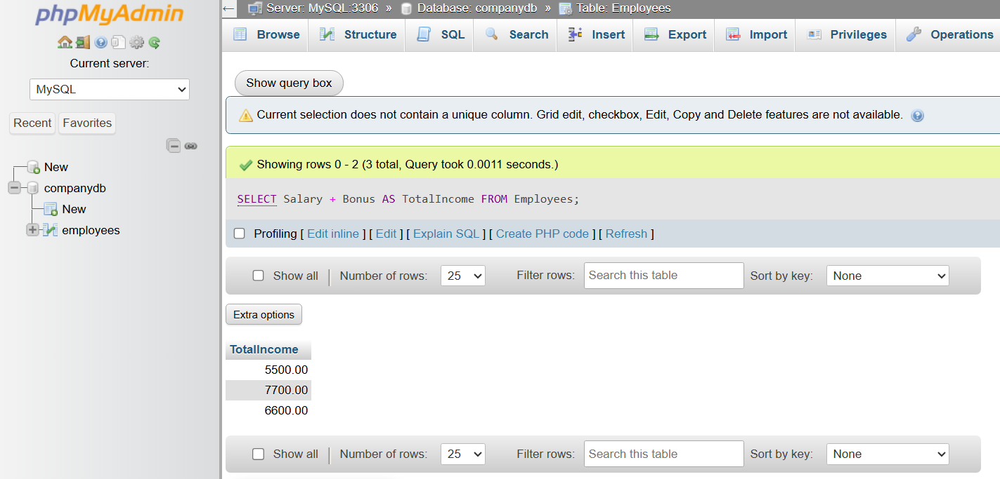 phpMyAdmin
Current server:
MySQL
Recent Favorites
New
companydb
New
employees
Server: MySQL:3306 » Database: companydb » Table: Employees
Browse Structure SQL Search Insert Export Import Privileges Operations
Show query box
Current selection does not contain a unique column. Grid edit, checkbox, Edit, Copy and Delete features are not available.
Showing rows 0 - 2 (3 total, Query took 0.0011 seconds.)
SELECT Salary + Bonus AS TotalIncome FROM Employees;
Profiling [ Edit inline ] [ Edit ] [ Explain SQL ] [ Create PHP code ] [ Refresh ]
Show all | Number of rows: 25 Filter rows: Search this table Sort by key: None
Extra options
TotalIncome
5500.00
7700.00
6600.00
Show all | Number of rows: 25 Filter rows: Search this table Sort by key: None